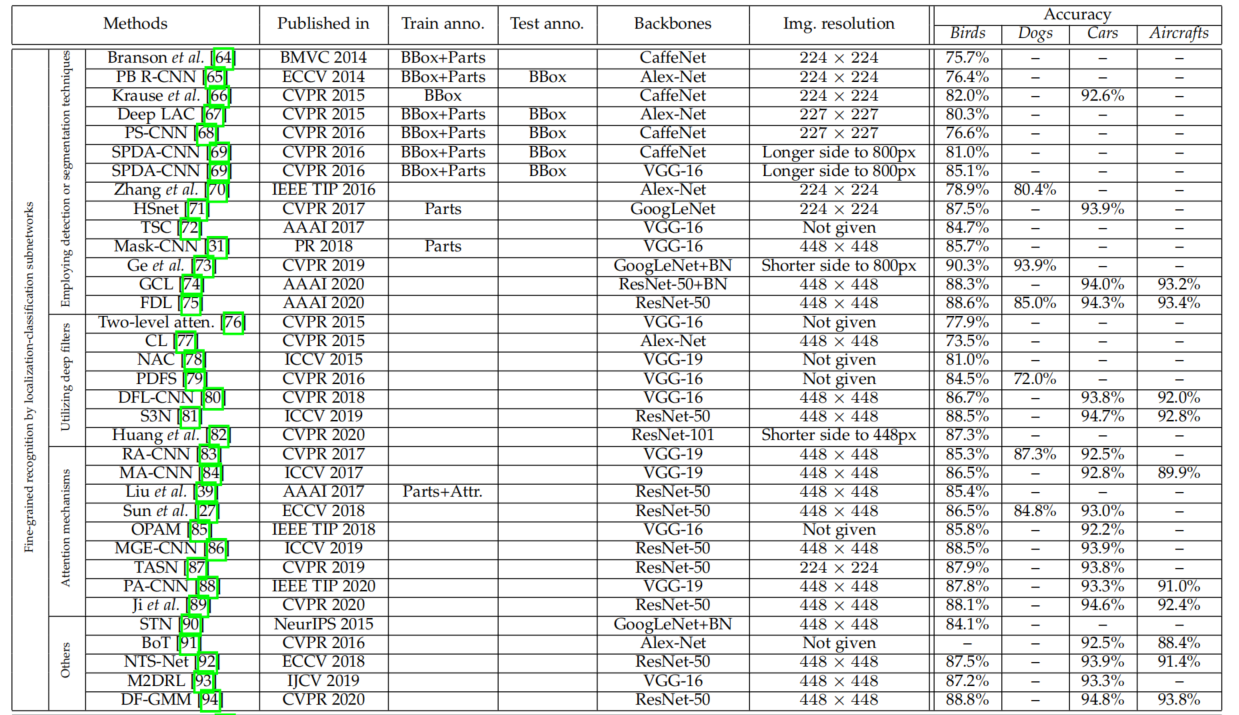 Methods Published in Train anno. Test anno. Backbones Img. resolution Accuracy
Birds Dogs Cars Aircrafts
Fine-grained recognition by localization-classification subnetworks
Employing detection or segmentation techniques
Branson et al. [64] BMVC 2014 BBox+Parts CaffeNet 224 × 224 75.7% – – –
PB R-CNN [65] ECCV 2014 BBox+Parts BBox Alex-Net 224 × 224 76.4% – – –
Krause et al. [66] CVPR 2015 BBox CaffeNet 224 × 224 82.0% – 92.6% –
Deep LAC [67] CVPR 2015 BBox+Parts BBox Alex-Net 227 × 227 80.3% – – –
PS-CNN [68] CVPR 2016 BBox+Parts BBox CaffeNet 227 × 227 76.6% – – –
SPDA-CNN [69] CVPR 2016 BBox+Parts BBox CaffeNet Longer side to 800px 81.0% – – –
SPDA-CNN [69] CVPR 2016 BBox+Parts BBox VGG-16 Longer side to 800px 85.1% – – –
Zhang et al. [70] IEEE TIP 2016 Alex-Net 224 × 224 78.9% 80.4% – –
HSnet [71] CVPR 2017 Parts GoogLeNet 224 × 224 87.5% – 93.9% –
TSC [72] AAAI 2017 VGG-16 Not given 84.7% – – –
Mask-CNN [31] PR 2018 Parts VGG-16 448 × 448 85.7% – – –
Ge et al. [73] CVPR 2019 GoogLeNet+BN Shorter side to 800px 90.3% 93.9% – –
GCL [74] AAAI 2020 ResNet-50+BN 448 × 448 88.3% – 94.0% 93.2%
FDL [75] AAAI 2020 ResNet-50 448 × 448 88.6% 85.0% 94.3% 93.4%
Utilizing deep filters
Two-level atten. [76] CVPR 2015 VGG-16 Not given 77.9% – – –
CL [77] CVPR 2015 Alex-Net 448 × 448 73.5% – – –
NAC [78] ICCV 2015 VGG-19 Not given 81.0% – – –
PDFS [79] CVPR 2016 VGG-16 Not given 84.5% 72.0% – –
DFL-CNN [80] CVPR 2018 VGG-16 448 × 448 86.7% – 93.8% 92.0%
S3N [81] ICCV 2019 ResNet-50 448 × 448 88.5% – 94.7% 92.8%
Huang et al. [82] CVPR 2020 ResNet-101 Shorter side to 448px 87.3% – – –
Attention mechanisms
RA-CNN [83] CVPR 2017 VGG-19 448 × 448 85.3% 87.3% 92.5% –
MA-CNN [84] ICCV 2017 VGG-19 448 × 448 86.5% – 92.8% 89.9%
Liu et al. [39] AAAI 2017 Parts+Attr. ResNet-50 448 × 448 85.4% – – –
Sun et al. [27] ECCV 2018 ResNet-50 448 × 448 86.5% 84.8% 93.0% –
OPAM [85] IEEE TIP 2018 VGG-16 Not given 85.8% – 92.2% –
MGE-CNN [86] ICCV 2019 ResNet-50 448 × 448 88.5% – 93.9% –
TASN [87] CVPR 2019 ResNet-50 224 × 224 87.9% – 93.8% –
PA-CNN [88] IEEE TIP 2020 VGG-19 448 × 448 87.8% – 93.3% 91.0%
Ji et al. [89] CVPR 2020 ResNet-50 448 × 448 88.1% – 94.6% 92.4%
Others
STN [90] NeurIPS 2015 GoogLeNet+BN 448 × 448 84.1% – – –
BoT [91] CVPR 2016 Alex-Net Not given – – 92.5% 88.4%
NTS-Net [92] ECCV 2018 ResNet-50 448 × 448 87.5% – 93.9% 91.4%
M2DRL [93] IJCV 2019 VGG-16 448 × 448 87.2% – 93.3% –
DF-GMM [94] CVPR 2020 ResNet-50 448 × 448 88.8% – 94.8% 93.8%